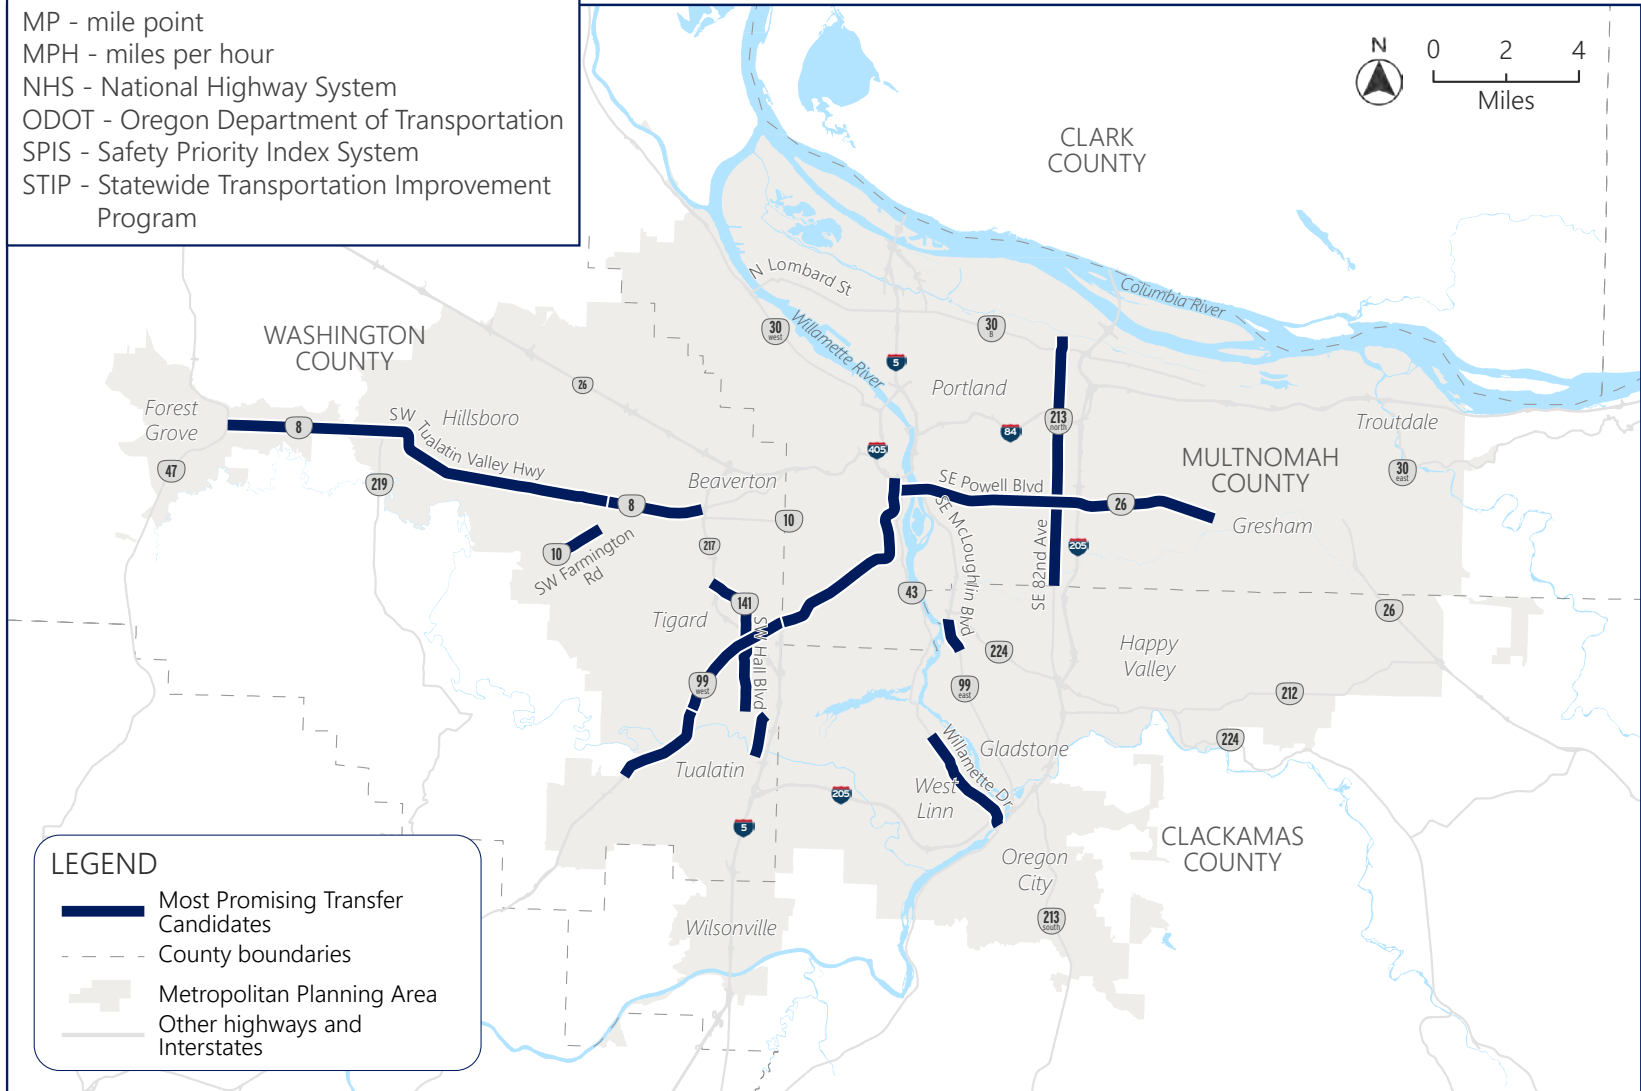 MP - mile point
MPH - miles per hour
NHS - National Highway System
ODOT - Oregon Department of Transportation
SPIS - Safety Priority Index System
STIP - Statewide Transportation Improvement
Program
N
0 2 4
Miles
CLARK
COUNTY
N Lombard St
Columbia River
WASHINGTON
COUNTY
30
west
Willamette River
30
B
5
26
Portland
Forest
Grove
8
SW Tualatin Valley Hwy
Hillsboro
213
north
84
Troutdale
405
47
219
Beaverton
SE Powell Blvd
MULTNOMAH
COUNTY
30
east
8
10
26
Gresham
10
SW Farmington
Rd
217
SE McLoughlin Blvd
SE 82nd Ave
205
141
43
26
Tigard
SW Hall Blvd
224
Happy
Valley
99
west
99
east
212
Tualatin
Willamette Dr
Gladstone
224
West
Linn
205
5
CLACKAMAS
COUNTY
Oregon
City
213
south
Wilsonville
LEGEND
Most Promising Transfer
Candidates
County boundaries
Metropolitan Planning Area
Other highways and
Interstates